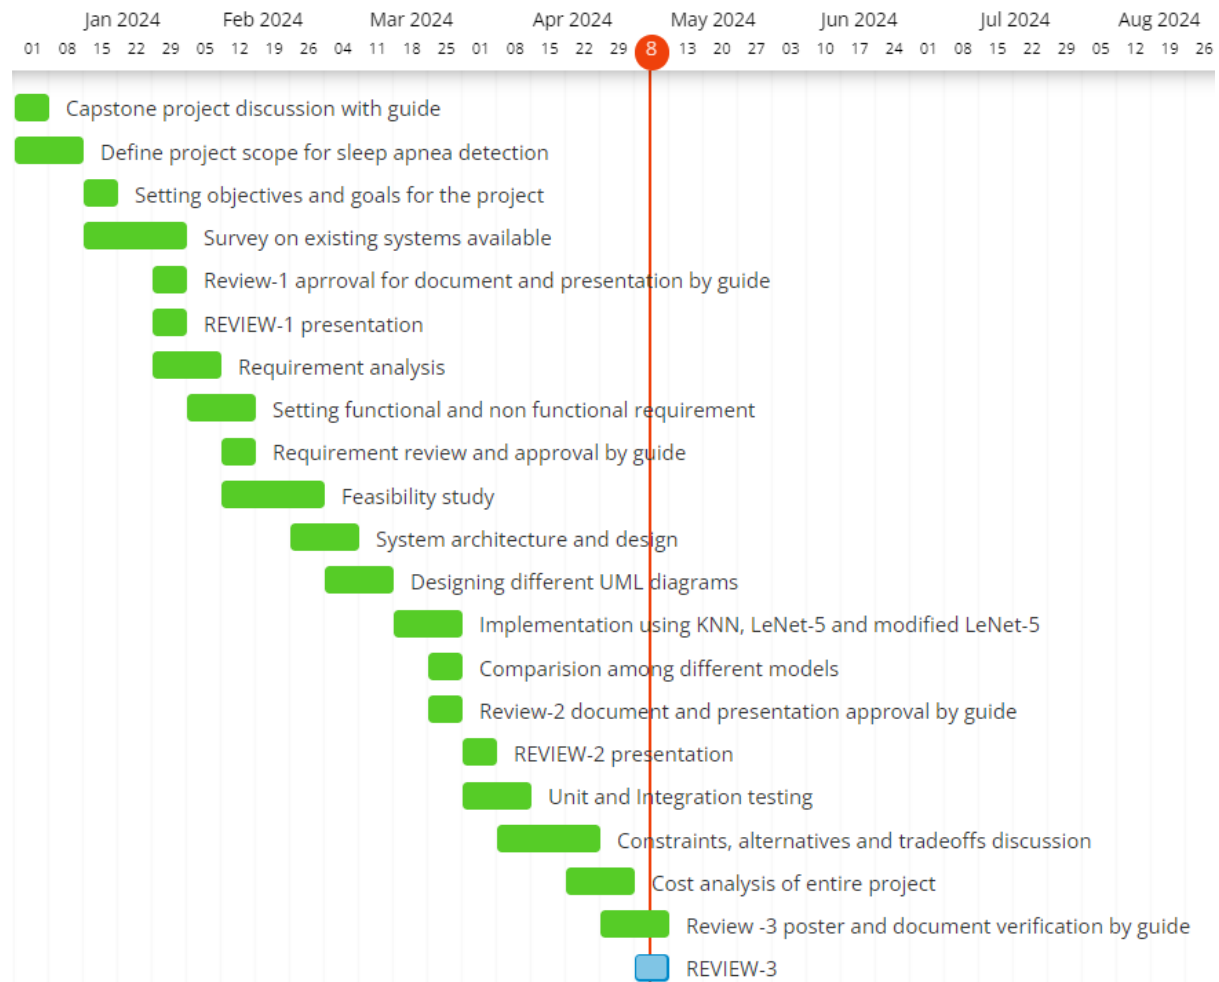 Jan 2024 Feb 2024 Mar 2024 Apr 2024 May 2024 Jun 2024 Jul 2024 Aug 2024
01 08 15 22 29 05 12 19 26 04 11 18 25 01 08 15 22 29 8 13 20 27 03 10 17 24 01 08 15 22 29 05 12 19 26
Capstone project discussion with guide
Define project scope for sleep apnea detection
Setting objectives and goals for the project
Survey on existing systems available
Review-1 aprroval for document and presentation by guide
REVIEW-1 presentation
Requirement analysis
Setting functional and non functional requirement
Requirement review and approval by guide
Feasibility study
System architecture and design
Designing different UML diagrams
Implementation using KNN, LeNet-5 and modified LeNet-5
Comparision among different models
Review-2 document and presentation approval by guide
REVIEW-2 presentation
Unit and Integration testing
Constraints, alternatives and tradeoffs discussion
Cost analysis of entire project
Review -3 poster and document verification by guide
REVIEW-3